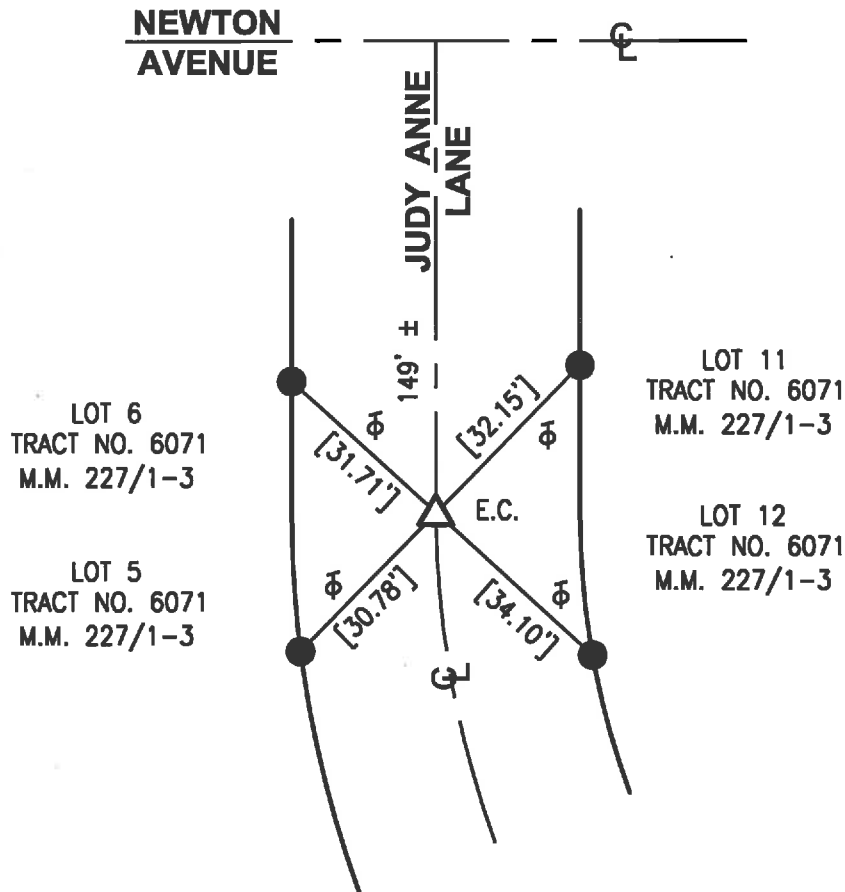 NEWTON
AVENUE
℄
JUDY ANNE
LANE
149' ±
LOT 6
TRACT NO. 6071
M.M. 227/1-3
[31.71']
[32.15']
LOT 11
TRACT NO. 6071
M.M. 227/1-3
E.C.
LOT 5
TRACT NO. 6071
M.M. 227/1-3
[30.78']
[34.10']
LOT 12
TRACT NO. 6071
M.M. 227/1-3
℄